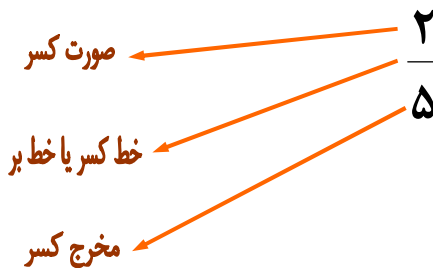 ۲
۵
صورت کسر
خط کسر یا خط بر
مخرج کسر